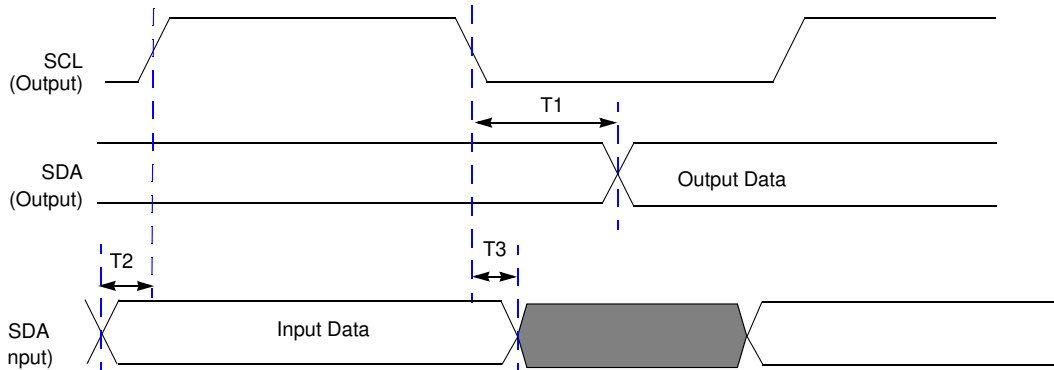 SCL
(Output)
T1
SDA
(Output)
Output Data
T2
T3
SDA
nput)
Input Data